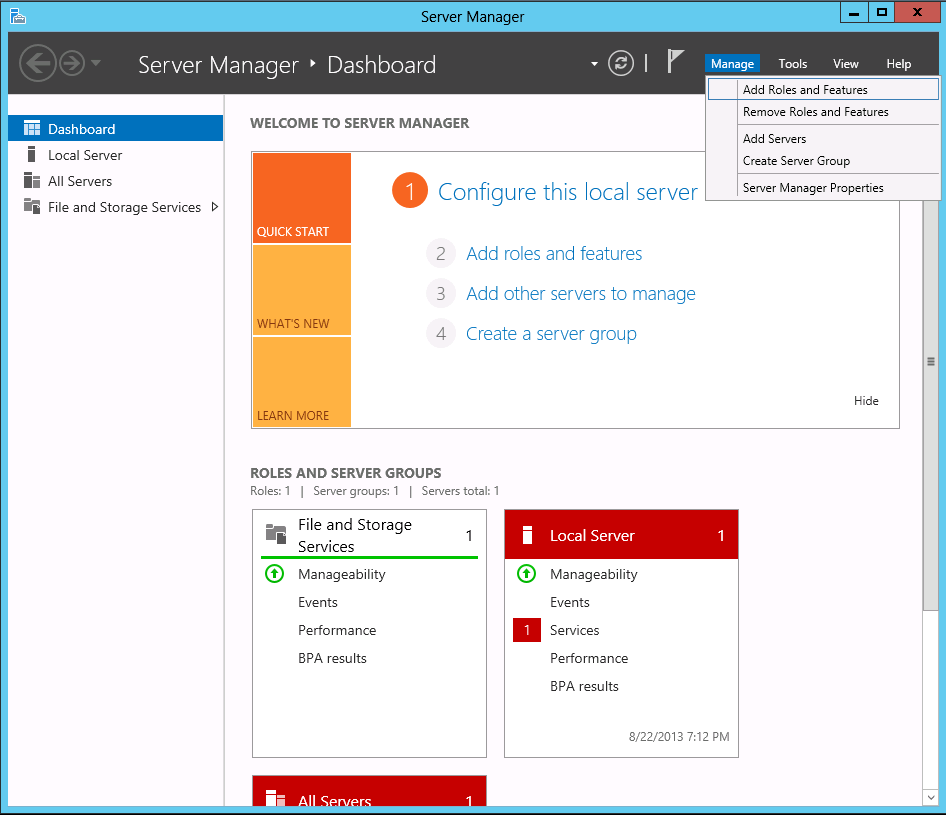 Server Manager
Server Manager ‣ Dashboard
Manage Tools View Help
Add Roles and Features
Remove Roles and Features
Add Servers
Create Server Group
Server Manager Properties
Dashboard
Local Server
All Servers
File and Storage Services
WELCOME TO SERVER MANAGER
QUICK START
WHAT'S NEW
LEARN MORE
1 Configure this local server
2 Add roles and features
3 Add other servers to manage
4 Create a server group
Hide
ROLES AND SERVER GROUPS
Roles: 1 | Server groups: 1 | Servers total: 1
File and Storage
Services 1
Manageability
Events
Performance
BPA results
Local Server 1
Manageability
Events
1 Services
Performance
BPA results
8/22/2013 7:12 PM
All Servers 1